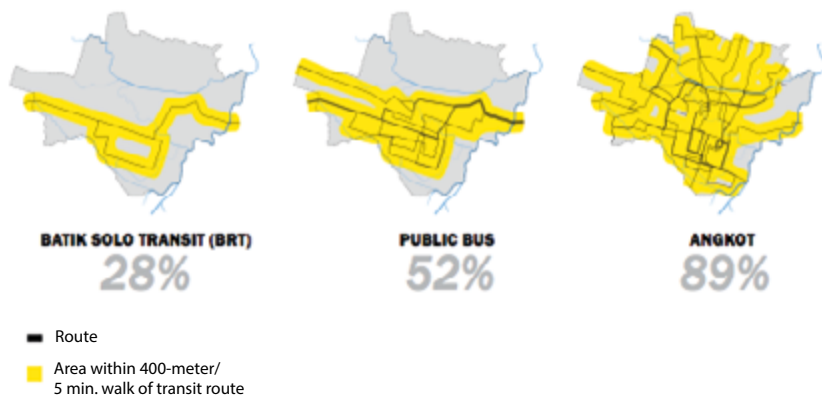 BATIK SOLO TRANSIT (BRT)
28%
PUBLIC BUS
52%
ANGKOT
89%
Route
Area within 400-meter/
5 min. walk of transit route